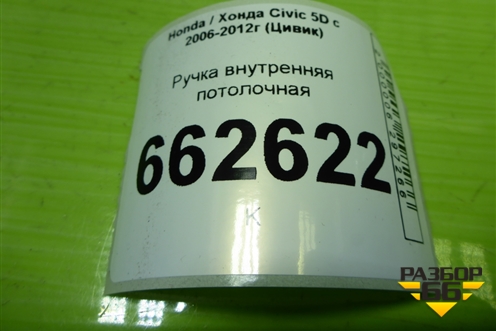 Honda / Хонда Civic 5D с
2006-2012г (Цивик)
Ручка внутренняя
потолочная
662622
К
РАЗБОР
66